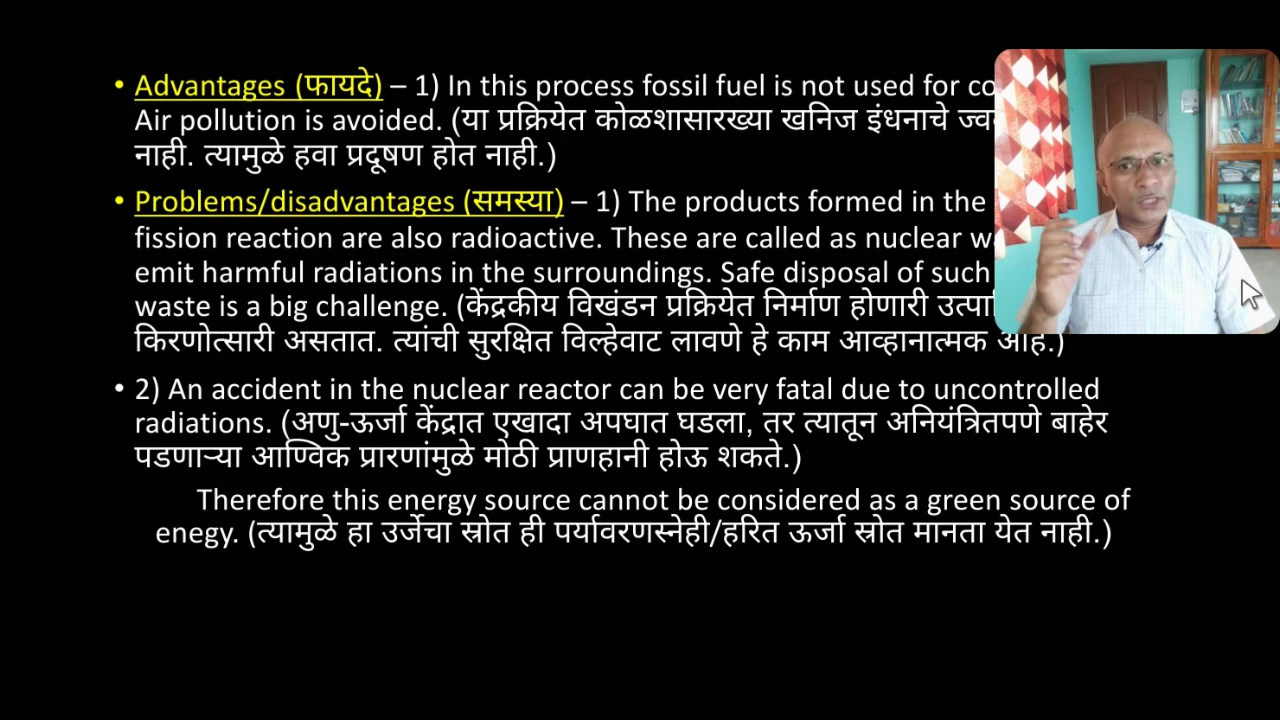 • Advantages (फायदे) – 1) In this process fossil fuel is not used for
Air pollution is avoided. (या प्रक्रियेत कोळशासारख्या खनिज इंधनाचे
नाही. त्यामुळे हवा प्रदूषण होत नाही.)
• Problems/disadvantages (समस्या) – 1) The products formed in the
fission reaction are also radioactive. These are called as nuclear
emit harmful radiations in the surroundings. Safe disposal of such
waste is a big challenge. (केंद्रकीय विखंडन प्रक्रियेत निर्माण होणारी
किरणोत्सारी असतात. त्यांची सुरक्षित विल्हेवाट लावणे हे काम आव्हानात्मक आहे.)
• 2) An accident in the nuclear reactor can be very fatal due to uncontrolled
radiations. (अणु-ऊर्जा केंद्रात एखादा अपघात घडला, तर त्यातून अनियंत्रितपणे बाहेर
पडणाऱ्या आण्विक प्रारणांमुळे मोठी प्राणहानी होऊ शकते.)
Therefore this energy source cannot be considered as a green source of
enegy. (त्यामुळे हा उर्जेचा स्रोत ही पर्यावरणस्नेही/हरित ऊर्जा स्रोत मानता येत नाही.)